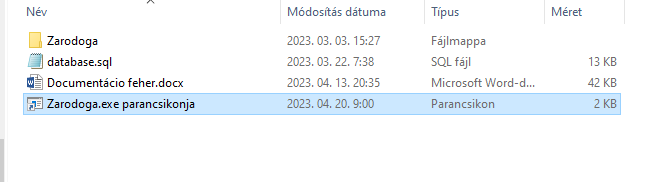 Név Módosítás dátuma Típus Méret
Zarodoga 2023. 03. 03. 15:27 Fájlmappa
database.sql 2023. 03. 22. 7:38 SQL fájl 13 KB
Documentácio feher.docx 2023. 04. 13. 20:35 Microsoft Word-d... 42 KB
Zarodoga.exe parancsikonja 2023. 04. 20. 9:00 Parancsikon 2 KB